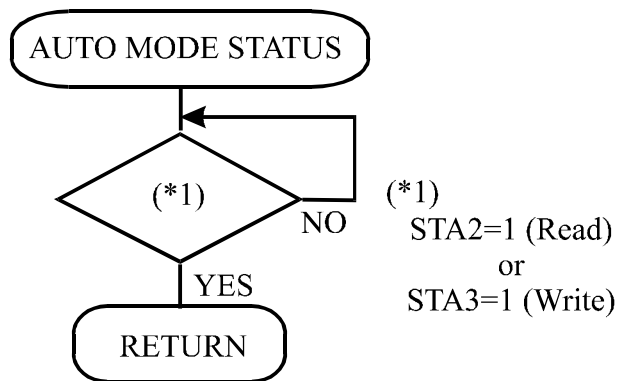 AUTO MODE STATUS
(*1)
NO
YES
RETURN
(*1)
STA2=1 (Read)
or
STA3=1 (Write)